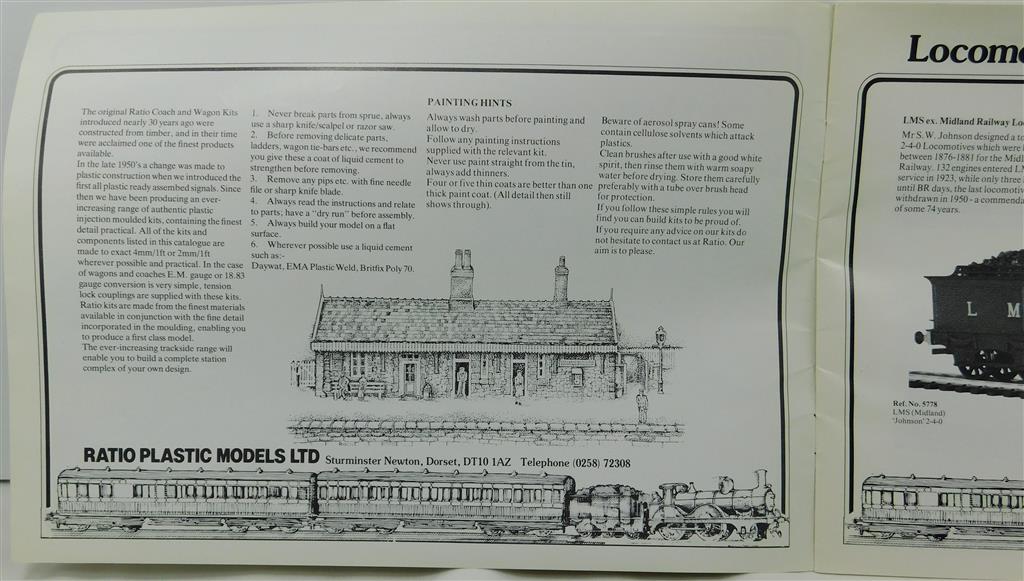 The original Ratio Coach and Wagon Kits
introduced nearly 30 years ago were
constructed from timber, and in their time
were acclaimed one of the finest products
available.
In the late 1950's a change was made to
plastic construction when we introduced the
first all plastic ready assembled signals. Since
then we have been producing an ever-
increasing range of authentic plastic
injection moulded kits, containing the finest
detail practical. All of the kits and
components listed in this catalogue are
made to exact 4mm/1ft or 2mm/1ft
wherever possible and practical. In the case
of wagons and coaches E.M. gauge or 18.83
gauge conversion is very simple, tension
lock couplings are supplied with these kits.
Ratio kits are made from the finest materials
available in conjunction with the fine detail
incorporated in the moulding, enabling you
to produce a first class model.
The ever-increasing trackside range will
enable you to build a complete station
complex of your own design.
1. Never break parts from sprue, always
use a sharp knife/scalpel or razor saw.
2. Before removing delicate parts,
ladders, wagon tie-bars etc., we recommend
you give these a coat of liquid cement to
strengthen before removing.
3. Remove any pips etc. with fine needle
file or sharp knife blade.
4. Always read the instructions and relate
to parts; have a "dry run" before assembly.
5. Always build your model on a flat
surface.
6. Wherever possible use a liquid cement
such as:-
Daywat, EMA Plastic Weld, Britfix Poly 70.
PAINTING HINTS
Always wash parts before painting and
allow to dry.
Follow any painting instructions
supplied with the relevant kit.
Never use paint straight from the tin,
always add thinners.
Four or five thin coats are better than one
thick paint coat. (All detail then still
shows through).
Beware of aerosol spray cans! Some
contain cellulose solvents which attack
plastics.
Clean brushes after use with a good white
spirit, then rinse them with warm soapy
water before drying. Store them carefully
preferably with a tube over brush head
for protection.
If you follow these simple rules you will
find you can build kits to be proud of.
If you require any advice on our kits do
not hesitate to contact us at Ratio. Our
aim is to please.
RATIO PLASTIC MODELS LTD Sturminster Newton, Dorset, DT10 1AZ Telephone (0258) 72308
Locomo
LMS ex. Midland Railway Lo
Mr S.W. Johnson designed a to
2-4-0 Locomotives which were
between 1876-1881 for the Midl
Railway. 132 engines entered L
service in 1923, while only three
until BR days, the last locomotiv
withdrawn in 1950 - a commenda
of some 74 years.
L M
Ref. No. 5778
LMS (Midland)
'Johnson' 2-4-0